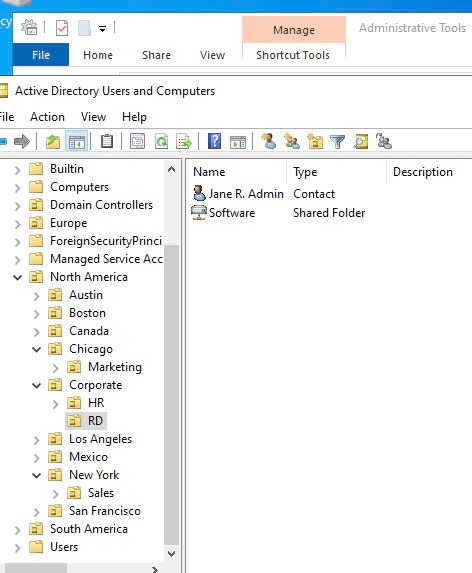 Manage
Administrative Tools
File
Home
Share
View
Shortcut Tools
Active Directory Users and Computers
File
Action
View
Help
Builtin
Computers
Domain Controllers
Europe
ForeignSecurityPrinci
Managed Service Acc
North America
Austin
Boston
Canada
Chicago
Marketing
Corporate
HR
RD
Los Angeles
Mexico
New York
Sales
San Francisco
South America
Users
Name Type Description
Jane R. Admin Contact
Software Shared Folder